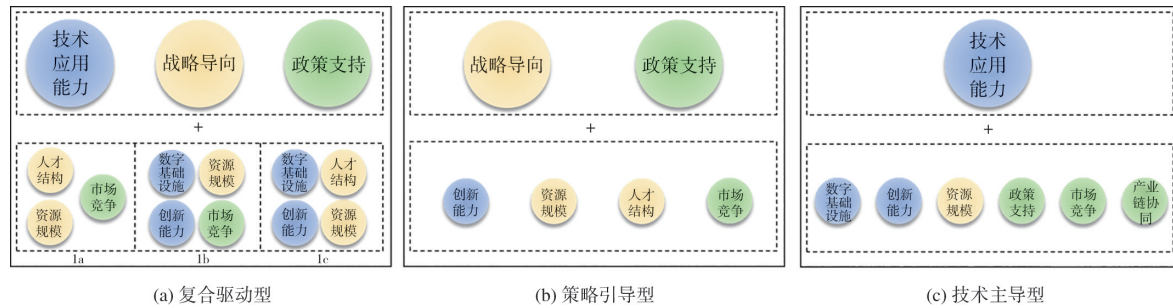 技术
应用
能力
战略导向
政策支持
+
人才
结构
市场
竞争
资源
规模
1a
数字
基础
设施
资源
规模
创新
能力
市场
竞争
1b
数字
基础
设施
人才
结构
创新
能力
资源
规模
1c
(a) 复合驱动型
战略导向
政策支持
+
创新
能力
资源
规模
人才
结构
市场
竞争
(b) 策略引导型
技术
应用
能力
+
数字
基础
设施
创新
能力
资源
规模
政策
支持
市场
竞争
产业
链协
同
(c) 技术主导型